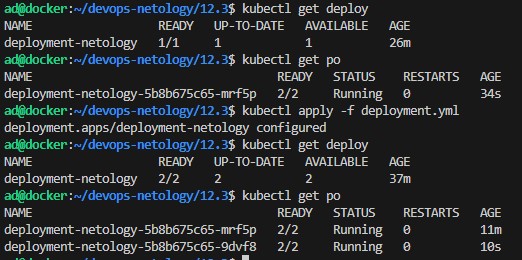 ad@docker:~/devops-netology/12.3$ kubectl get deploy
NAME READY UP-TO-DATE AVAILABLE AGE
deployment-netology 1/1 1 1 26m
ad@docker:~/devops-netology/12.3$ kubectl get po
NAME READY STATUS RESTARTS AGE
deployment-netology-5b8b675c65-mrf5p 2/2 Running 0 34s
ad@docker:~/devops-netology/12.3$ kubectl apply -f deployment.yml
deployment.apps/deployment-netology configured
ad@docker:~/devops-netology/12.3$ kubectl get deploy
NAME READY UP-TO-DATE AVAILABLE AGE
deployment-netology 2/2 2 2 37m
ad@docker:~/devops-netology/12.3$ kubectl get po
NAME READY STATUS RESTARTS AGE
deployment-netology-5b8b675c65-mrf5p 2/2 Running 0 11m
deployment-netology-5b8b675c65-9dvf8 2/2 Running 0 10s
ad@docker:~/devops-netology/12.3$